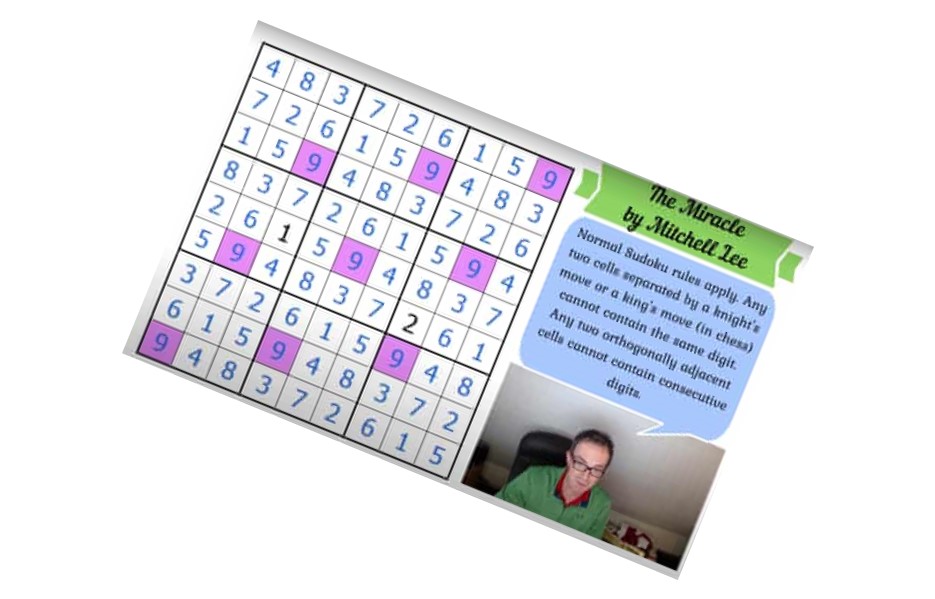 4 8 3 7 2 6 1 5 9
7 2 6 1 5 9 4 8 3
1 5 9 4 8 3 7 2 6
8 3 7 2 6 1 5 9 4
2 6 1 5 9 4 8 3 7
5 9 4 8 3 7 2 6 1
3 7 2 6 1 5 9 4 8
6 1 5 9 4 8 3 7 2
9 4 8 3 7 2 6 1 5
The Miracle
by Mitchell Lee
Normal Sudoku rules apply. Any
two cells separated by a knight's
move or a king's move (in chess)
cannot contain the same digit.
Any two orthogonally adjacent
cells cannot contain consecutive
digits.